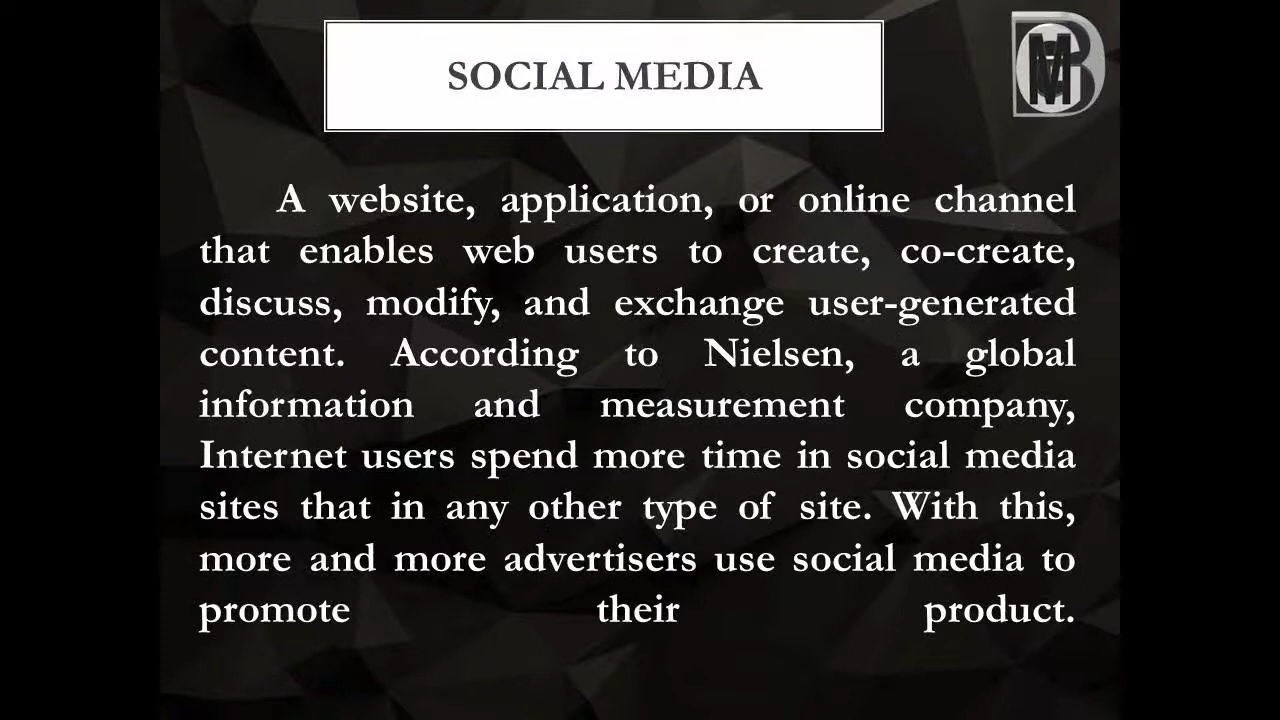 SOCIAL MEDIA
A website, application, or online channel
that enables web users to create, co-create,
discuss, modify, and exchange user-generated
content. According to Nielsen, a global
information and measurement company,
Internet users spend more time in social media
sites that in any other type of site. With this,
more and more advertisers use social media to
promote their product.